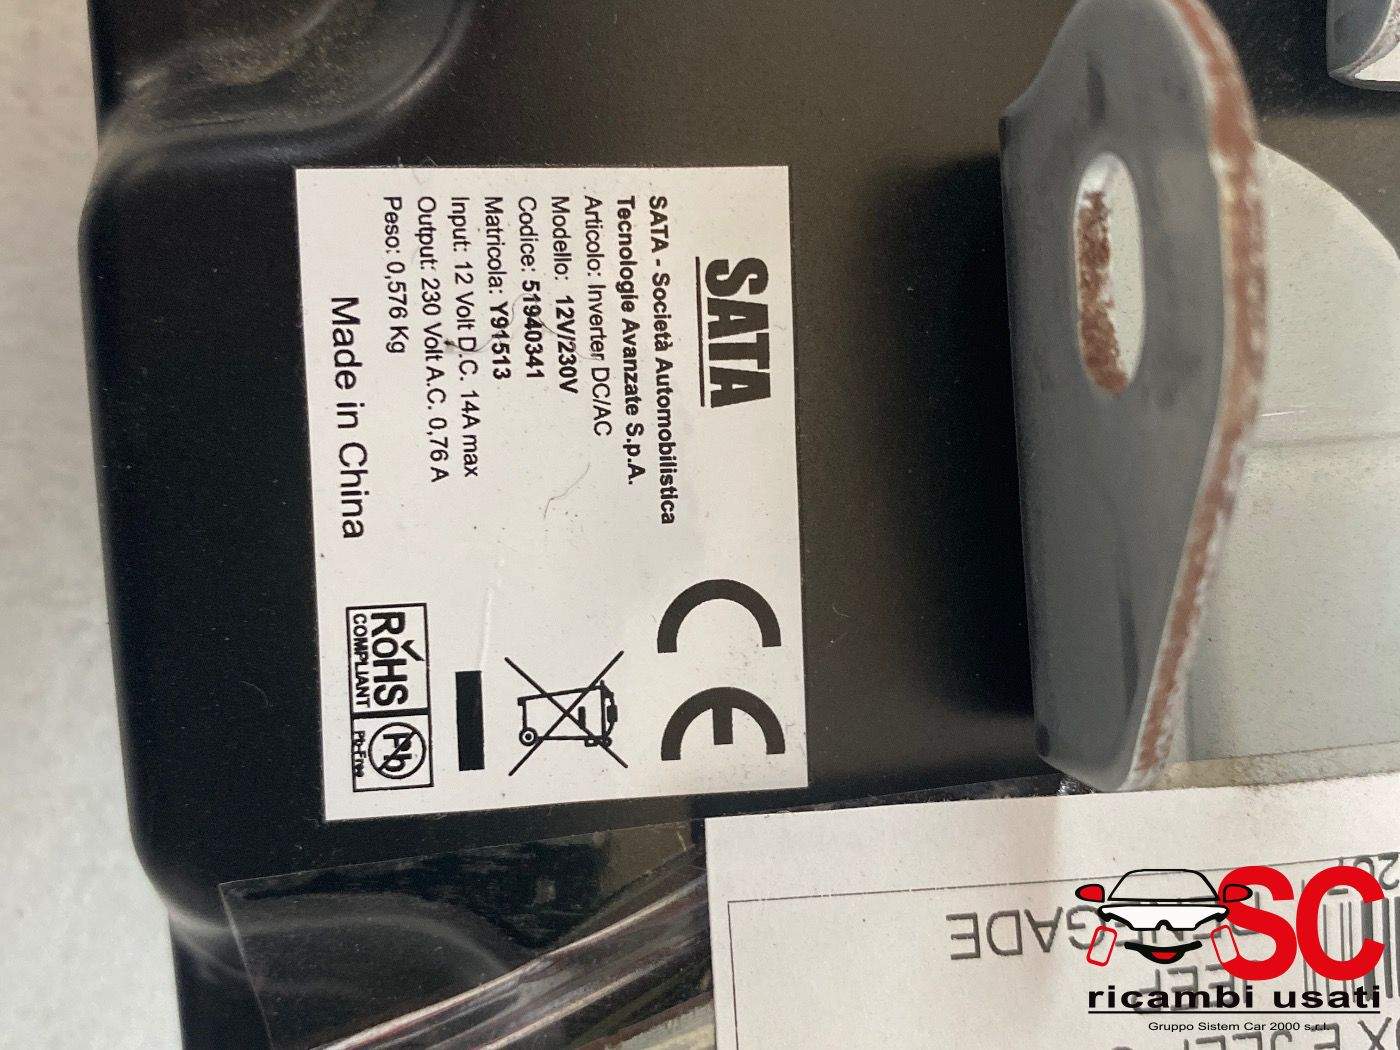 SATA
SATA - Società Automobilistica
Tecnologie Avanzate S.p.A.
Articolo: Inverter DC/AC
Modello: 12V/230V
Codice: 51940341
Matricola: Y91513
Input: 12 Volt D.C. 14A max
Output: 230 Volt A.C. 0,76 A
Peso: 0,576 Kg
Made in China
CE
RoHS
COMPLIANT
Pb
Pb-Free
JEEP
SC
ricambi usati
Gruppo Sistem Car 2000 s.r.l.